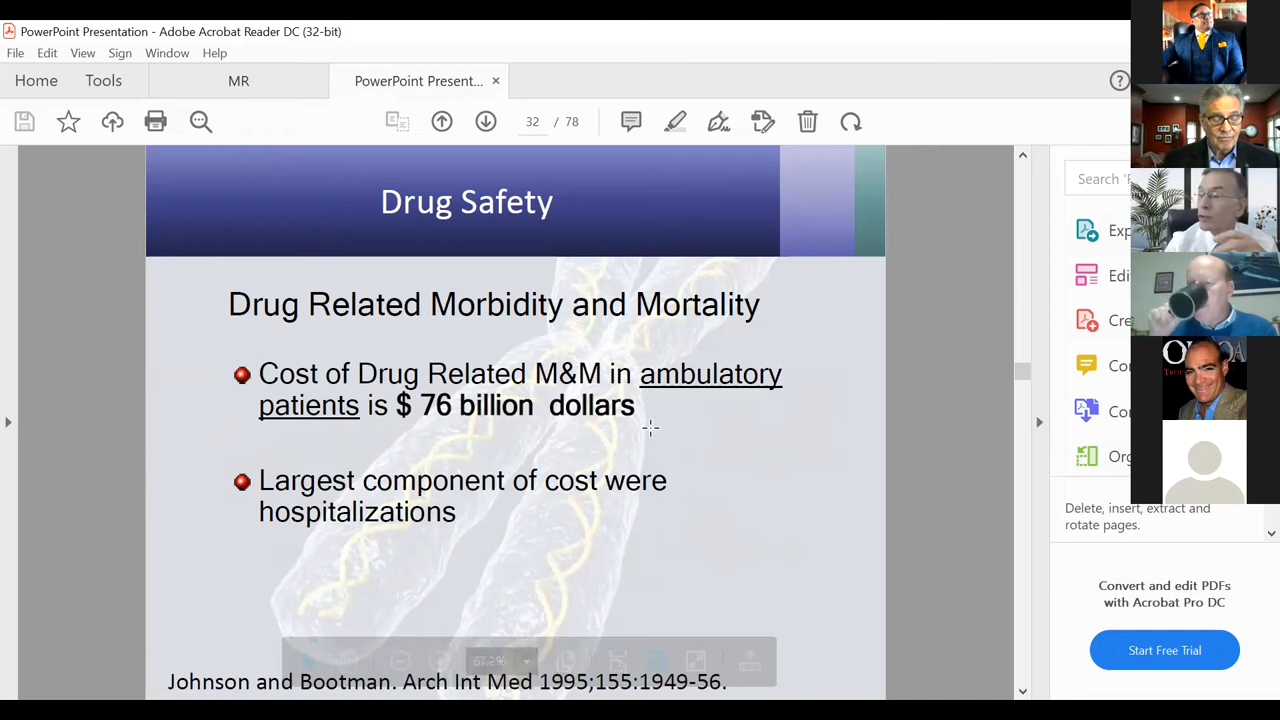 PowerPoint Presentation - Adobe Acrobat Reader DC (32-bit)
File Edit View Sign Window Help
Home Tools MR PowerPoint Present... ×
32 / 78
Drug Safety
Drug Related Morbidity and Mortality
Cost of Drug Related M&M in ambulatory
patients is $ 76 billion dollars
Largest component of cost were
hospitalizations
Johnson and Bootman. Arch Int Med 1995;155:1949-56.
Search
Delete, insert, extract and
rotate pages.
Convert and edit PDFs
with Acrobat Pro DC
Start Free Trial